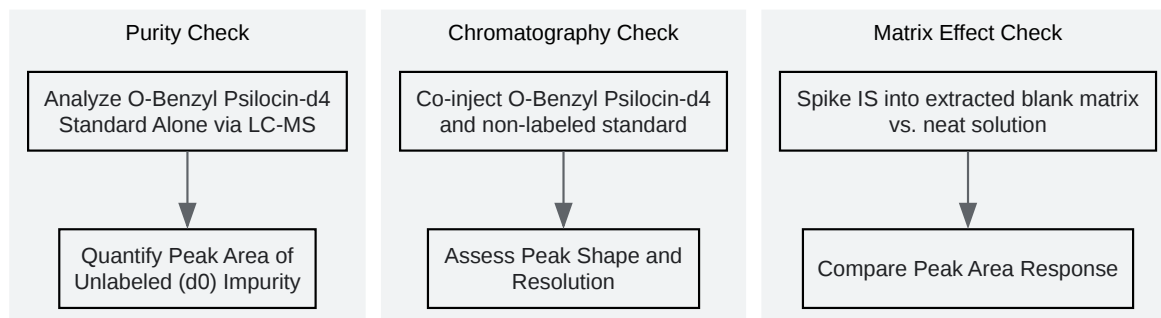 Purity Check
Analyze O-Benzyl Psilocin-d4
Standard Alone via LC-MS
Quantify Peak Area of
Unlabeled (d0) Impurity
Chromatography Check
Co-inject O-Benzyl Psilocin-d4
and non-labeled standard
Assess Peak Shape and
Resolution
Matrix Effect Check
Spike IS into extracted blank matrix
vs. neat solution
Compare Peak Area Response